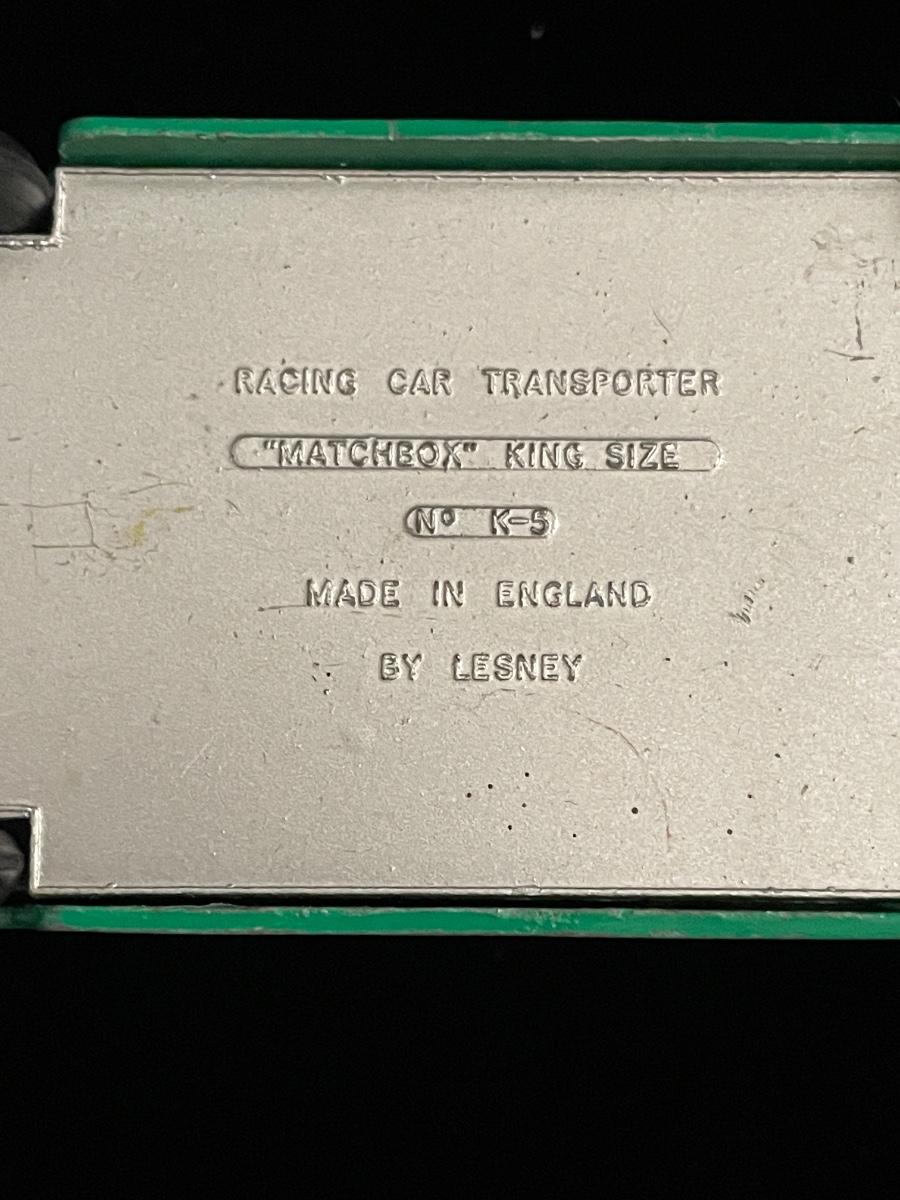 RACING CAR TRANSPORTER
"MATCHBOX" KING SIZE
Nº K-5
MADE IN ENGLAND
BY LESNEY